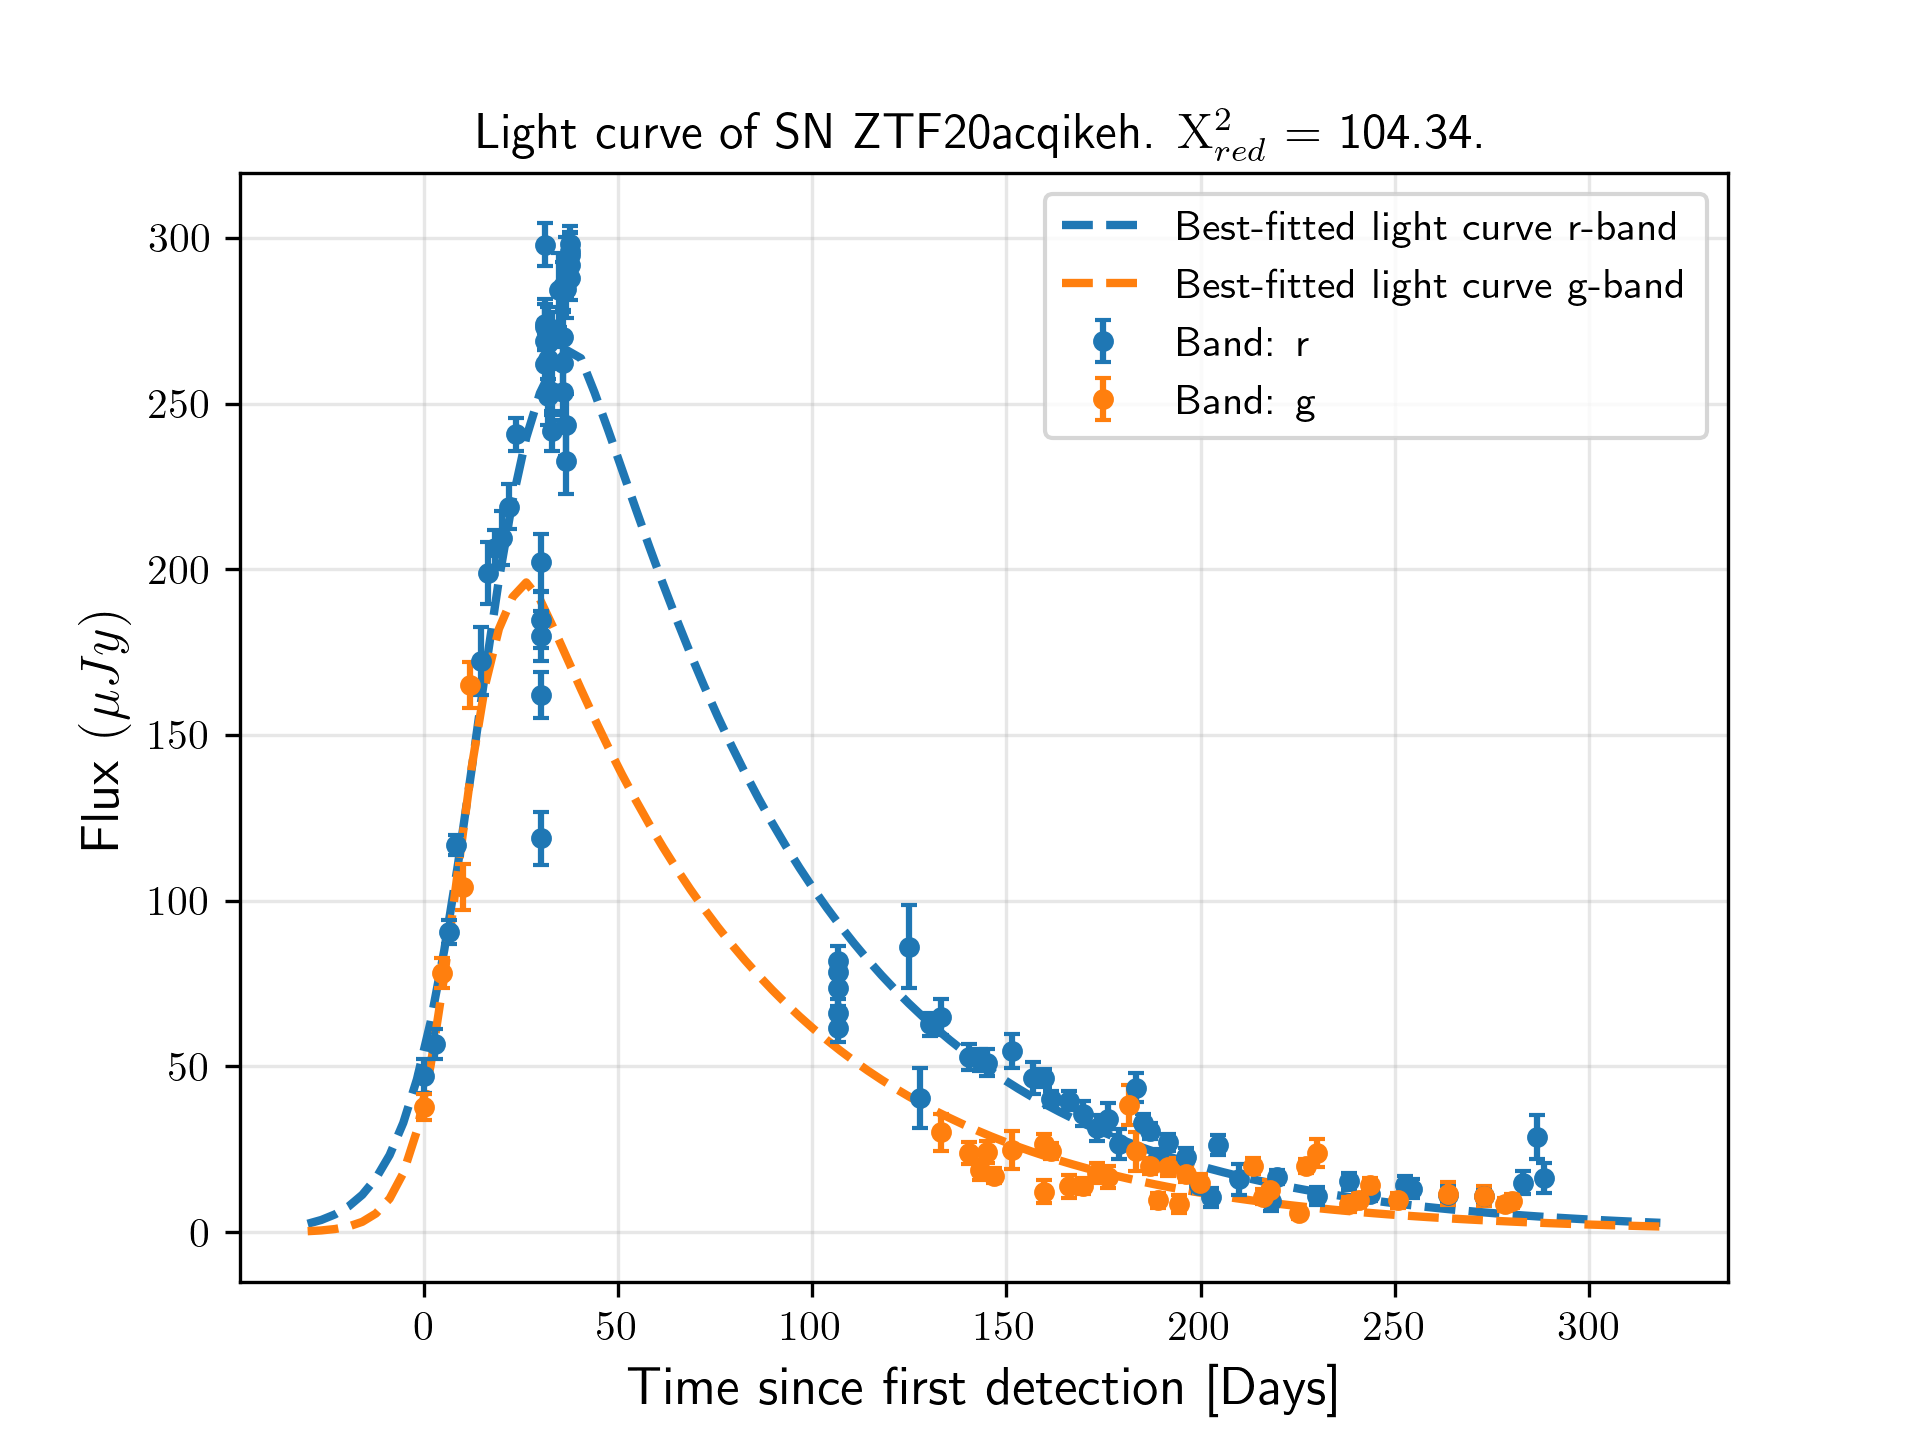 Light curve of SN ZTF20acqikeh. X²_red = 104.34.
Best-fitted light curve r-band
Best-fitted light curve g-band
Band: r
Band: g
Flux (μJy)
300
250
200
150
100
50
0
0 50 100 150 200 250 300
Time since first detection [Days]